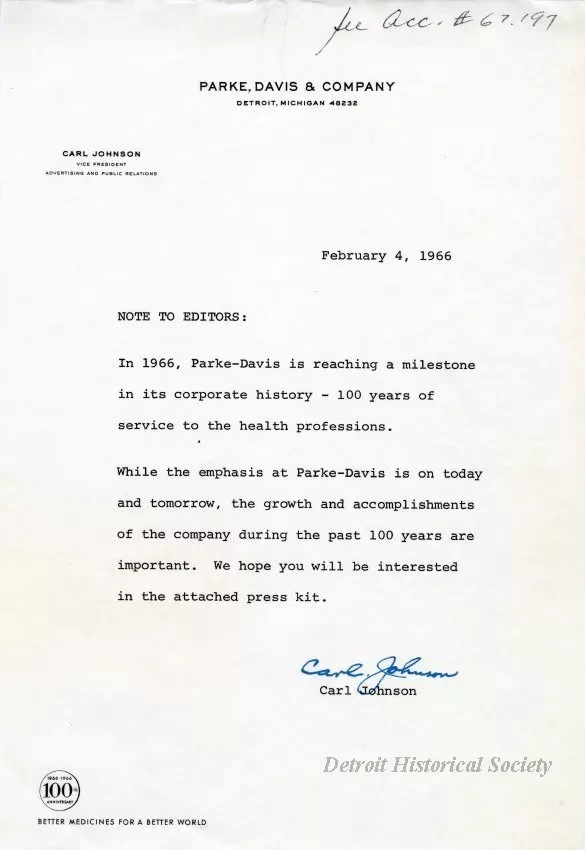 See Acc. # 67.197
PARKE, DAVIS & COMPANY
DETROIT, MICHIGAN 48232
CARL JOHNSON
VICE PRESIDENT
ADVERTISING AND PUBLIC RELATIONS
February 4, 1966
NOTE TO EDITORS:
In 1966, Parke-Davis is reaching a milestone
in its corporate history - 100 years of
service to the health professions.
While the emphasis at Parke-Davis is on today
and tomorrow, the growth and accomplishments
of the company during the past 100 years are
important. We hope you will be interested
in the attached press kit.
Carl Johnson
Carl Johnson
Detroit Historical Society
1866·1966
100
ANNIVERSARY
BETTER MEDICINES FOR A BETTER WORLD